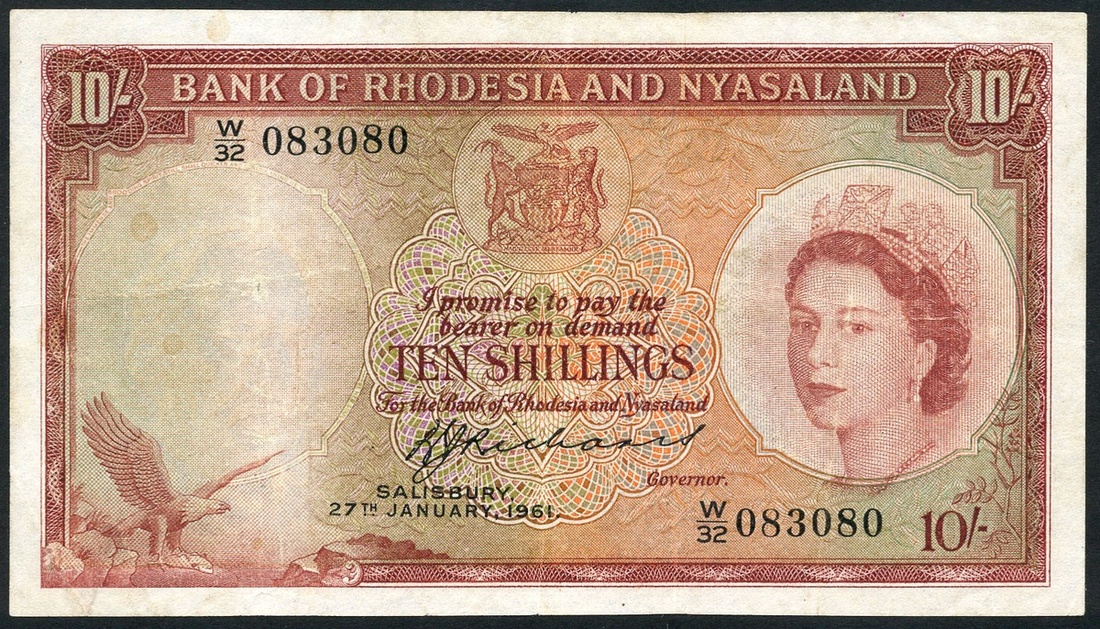 10/-
BANK OF RHODESIA AND NYASALAND
10/-
W/32 083080
I promise to pay the
bearer on demand
TEN SHILLINGS
For the Bank of Rhodesia and Nyasaland
Governor.
SALISBURY,
27TH JANUARY, 1961
W/32 083080
10/-